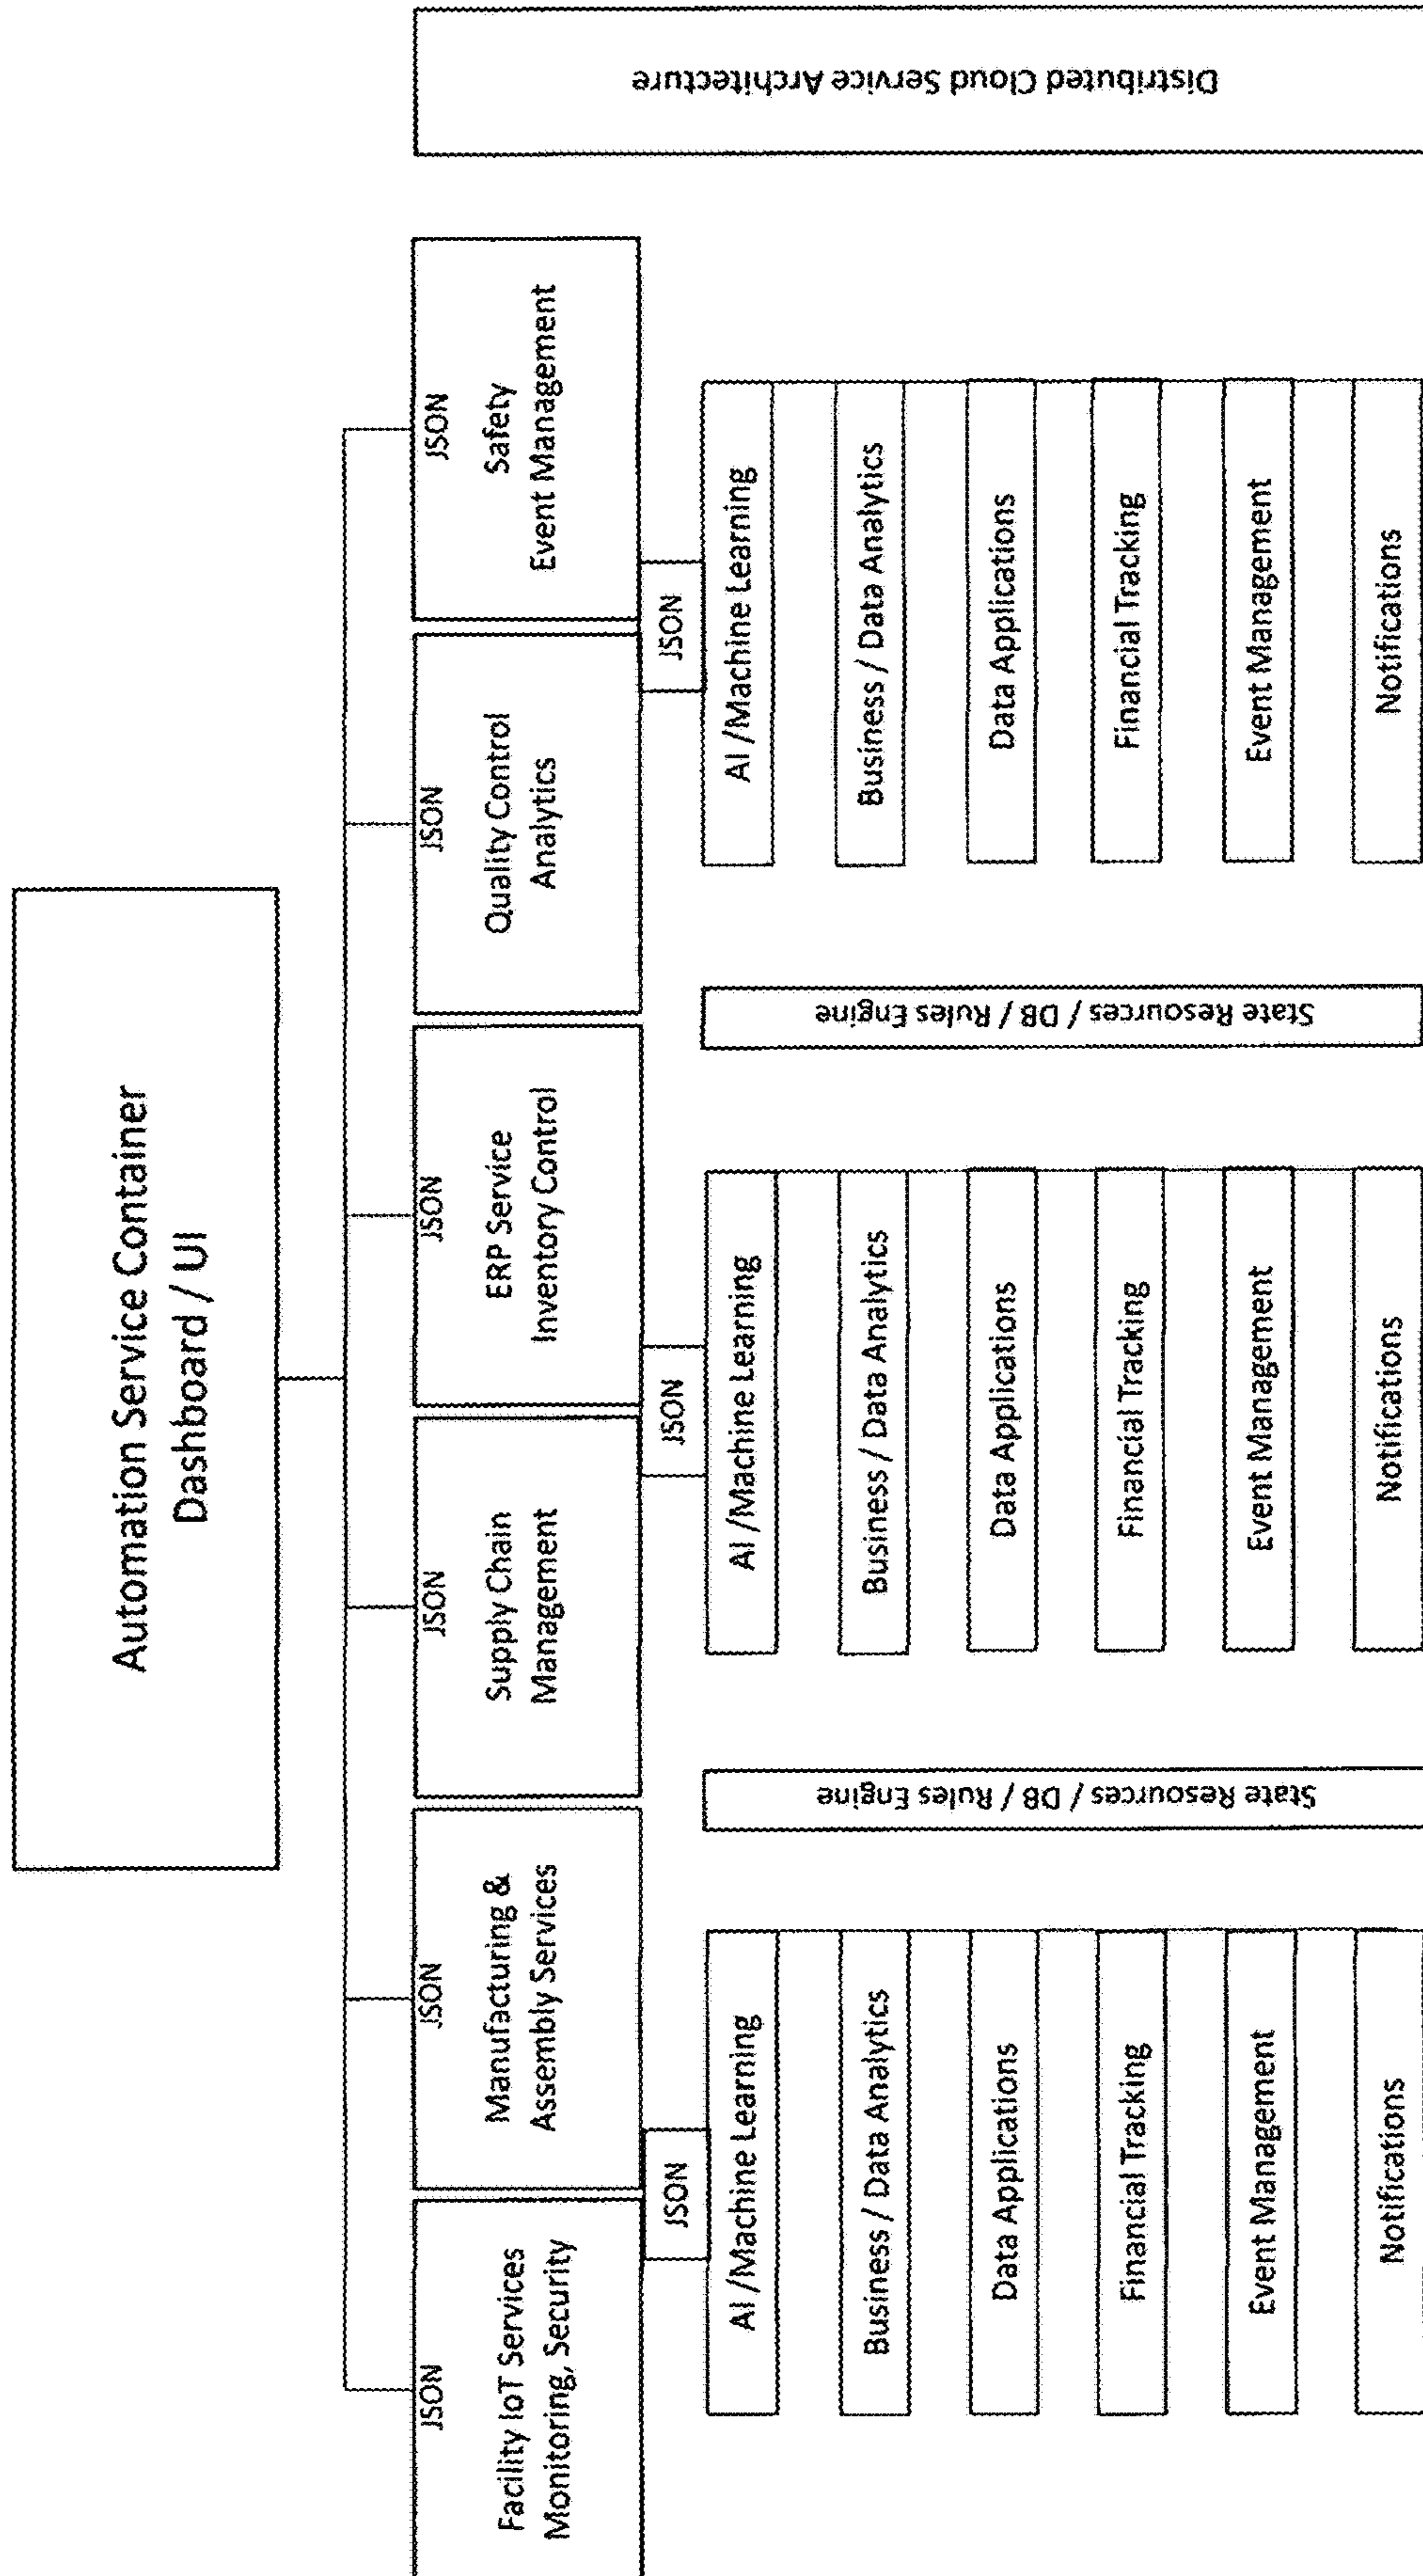 Automation Service Container
Dashboard / UI
JSON
Facility IoT Services
Monitoring, Security
JSON
Manufacturing &
Assembly Services
JSON
Supply Chain
Management
JSON
ERP Service
Inventory Control
JSON
Quality Control
Analytics
JSON
Safety
Event Management
JSON
AI /Machine Learning
Business / Data Analytics
Data Applications
Financial Tracking
Event Management
Notifications
State Resources / DB / Rules Engine
JSON
AI /Machine Learning
Business / Data Analytics
Data Applications
Financial Tracking
Event Management
Notifications
State Resources / DB / Rules Engine
JSON
AI /Machine Learning
Business / Data Analytics
Data Applications
Financial Tracking
Event Management
Notifications
Distributed Cloud Service Architecture